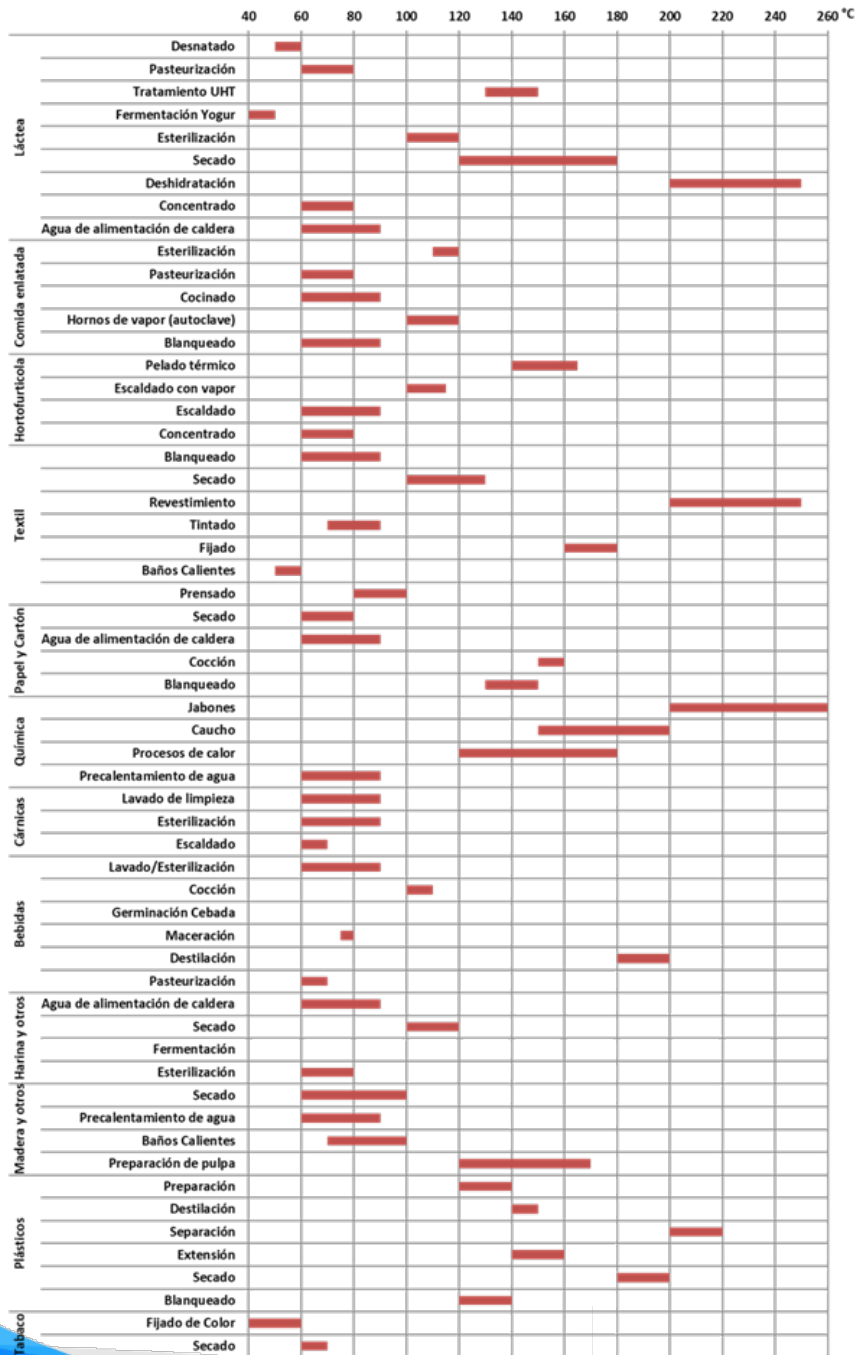 40 60 80 100 120 140 160 180 200 220 240 260 °C
Láctea
Desnatado
Pasteurización
Tratamiento UHT
Fermentación Yogur
Esterilización
Secado
Deshidratación
Concentrado
Agua de alimentación de caldera
Comida enlatada
Esterilización
Pasteurización
Cocinado
Hornos de vapor (autoclave)
Blanqueado
Hortofurticola
Pelado térmico
Escaldado con vapor
Escaldado
Concentrado
Textil
Blanqueado
Secado
Revestimiento
Tintado
Fijado
Baños Calientes
Prensado
Papel y Cartón
Secado
Agua de alimentación de caldera
Cocción
Blanqueado
Química
Jabones
Caucho
Procesos de calor
Precalentamiento de agua
Cárnicas
Lavado de limpieza
Esterilización
Escaldado
Bebidas
Lavado/Esterilización
Cocción
Germinación Cebada
Maceración
Destilación
Pasteurización
Harina y otros
Agua de alimentación de caldera
Secado
Fermentación
Esterilización
Madera y otros
Secado
Precalentamiento de agua
Baños Calientes
Preparación de pulpa
Plásticos
Preparación
Destilación
Separación
Extensión
Secado
Blanqueado
Tabaco
Fijado de Color
Secado